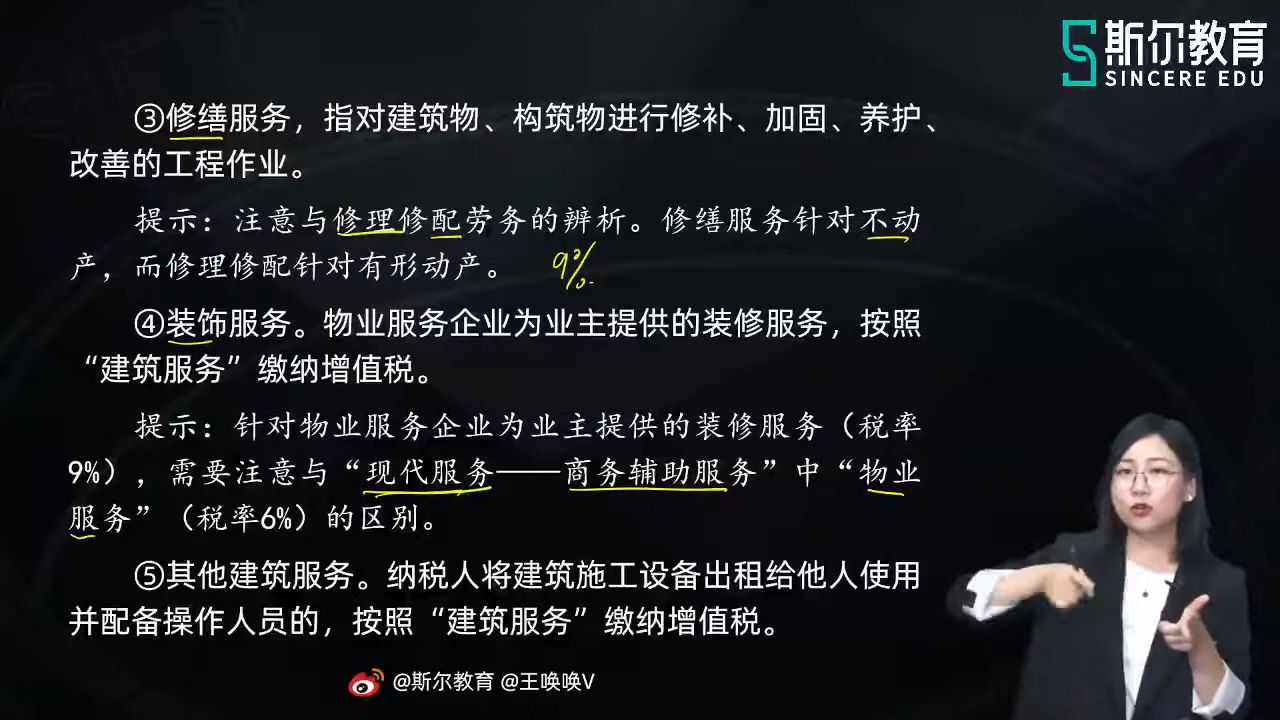 斯尔教育
SINCERE EDU
③修缮服务，指对建筑物、构筑物进行修补、加固、养护、
改善的工程作业。
提示：注意与修理修配劳务的辨析。修缮服务针对不动
产，而修理修配针对有形动产。 9%
④装饰服务。物业服务企业为业主提供的装修服务，按照
“建筑服务”缴纳增值税。
提示：针对物业服务企业为业主提供的装修服务（税率
9%），需要注意与“现代服务——商务辅助服务”中“物业
服务”（税率6%）的区别。
⑤其他建筑服务。纳税人将建筑施工设备出租给他人使用
并配备操作人员的，按照“建筑服务”缴纳增值税。
@斯尔教育 @王唤唤V